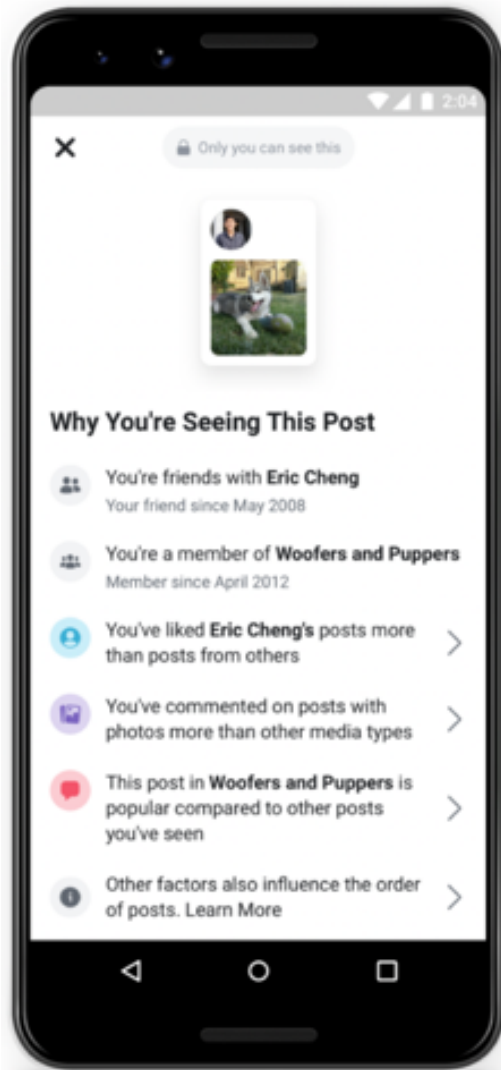 2:04
Only you can see this
Why You're Seeing This Post
You're friends with Eric Cheng
Your friend since May 2008
You're a member of Woofers and Puppers
Member since April 2012
You've liked Eric Cheng's posts more
than posts from others
You've commented on posts with
photos more than other media types
This post in Woofers and Puppers is
popular compared to other posts
you've seen
Other factors also influence the order
of posts. Learn More